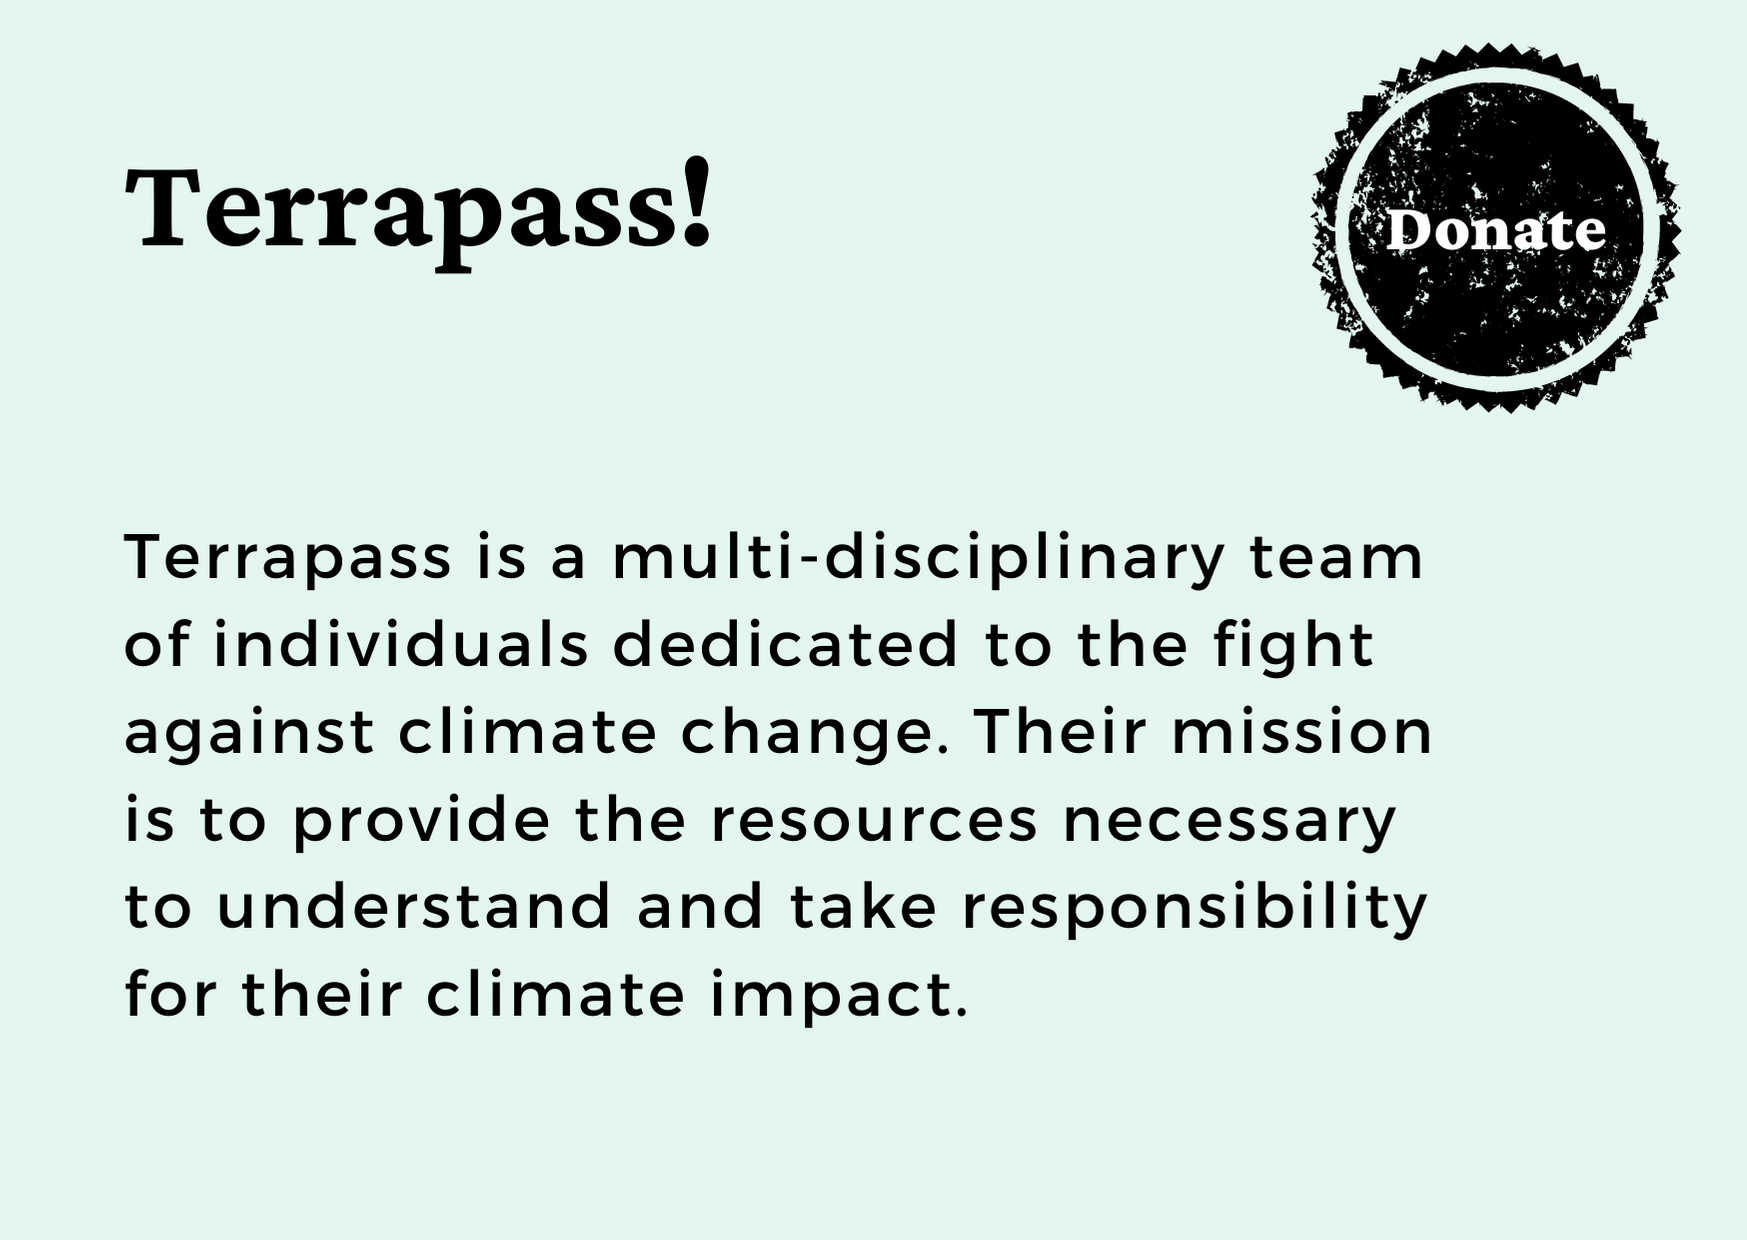 Terrapass!
Donate
Terrapass is a multi-disciplinary team
of individuals dedicated to the fight
against climate change. Their mission
is to provide the resources necessary
to understand and take responsibility
for their climate impact.